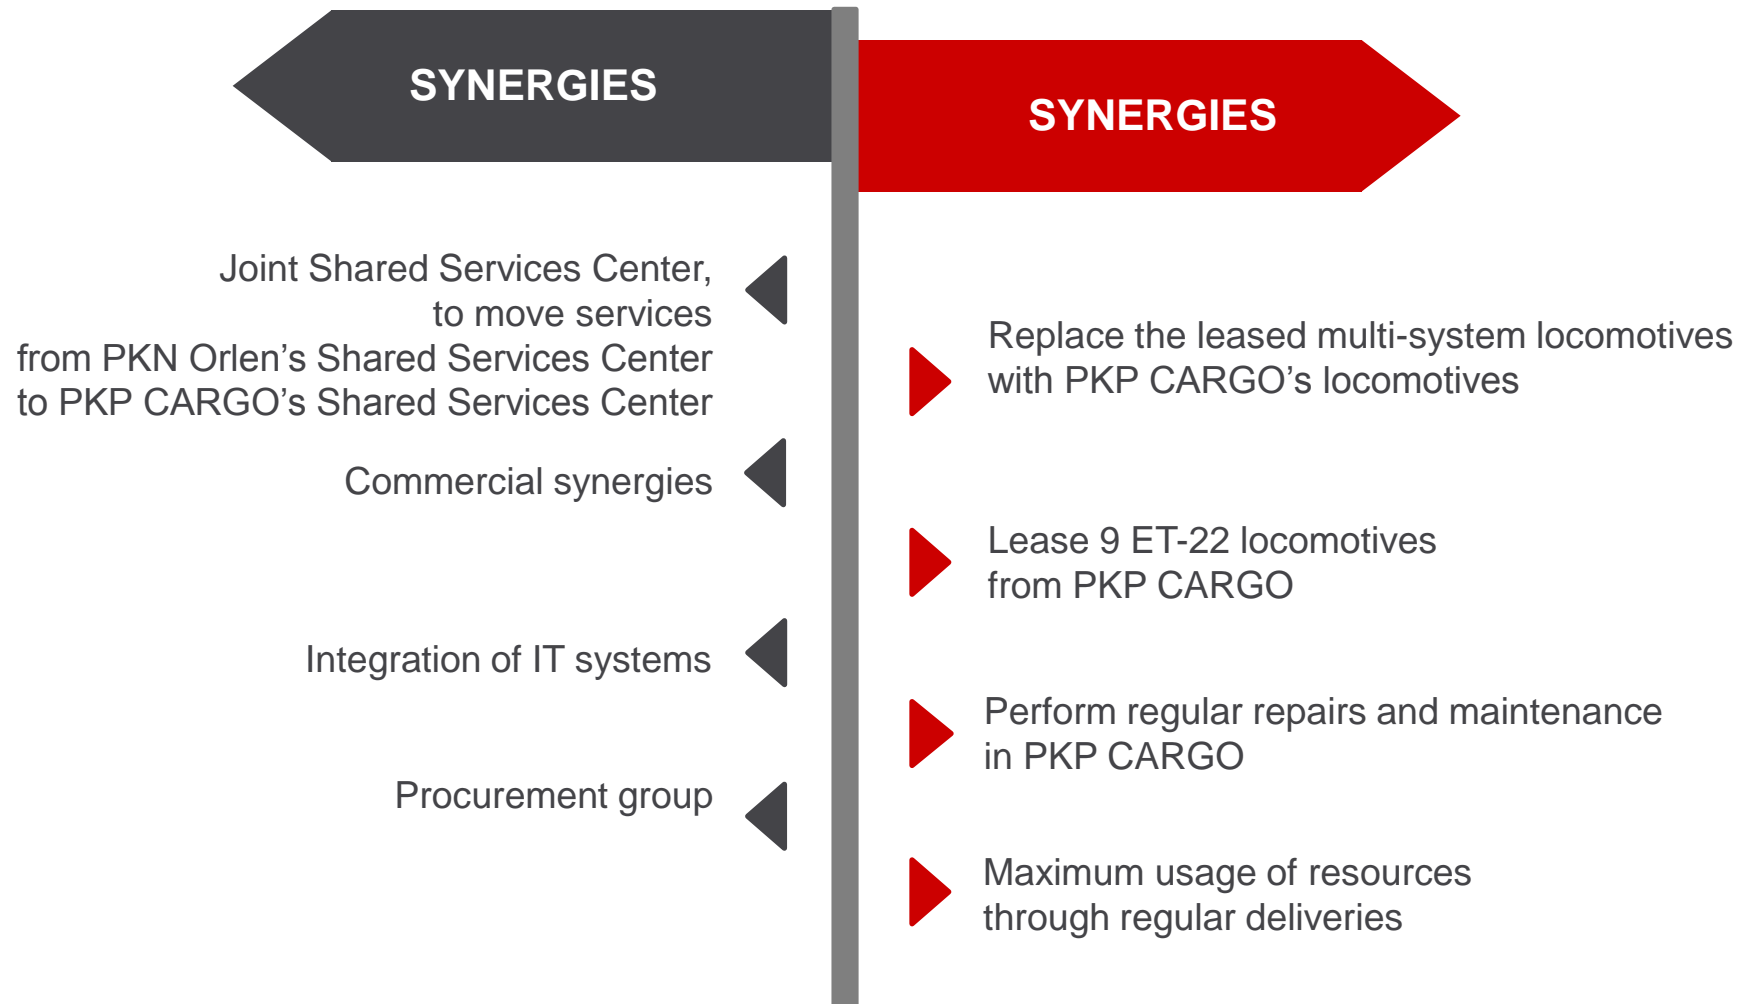 SYNERGIES
Joint Shared Services Center,
to move services
from PKN Orlen’s Shared Services Center
to PKP CARGO’s Shared Services Center
Commercial synergies
Integration of IT systems
Procurement group
SYNERGIES
Replace the leased multi-system locomotives
with PKP CARGO’s locomotives
Lease 9 ET-22 locomotives
from PKP CARGO
Perform regular repairs and maintenance
in PKP CARGO
Maximum usage of resources
through regular deliveries